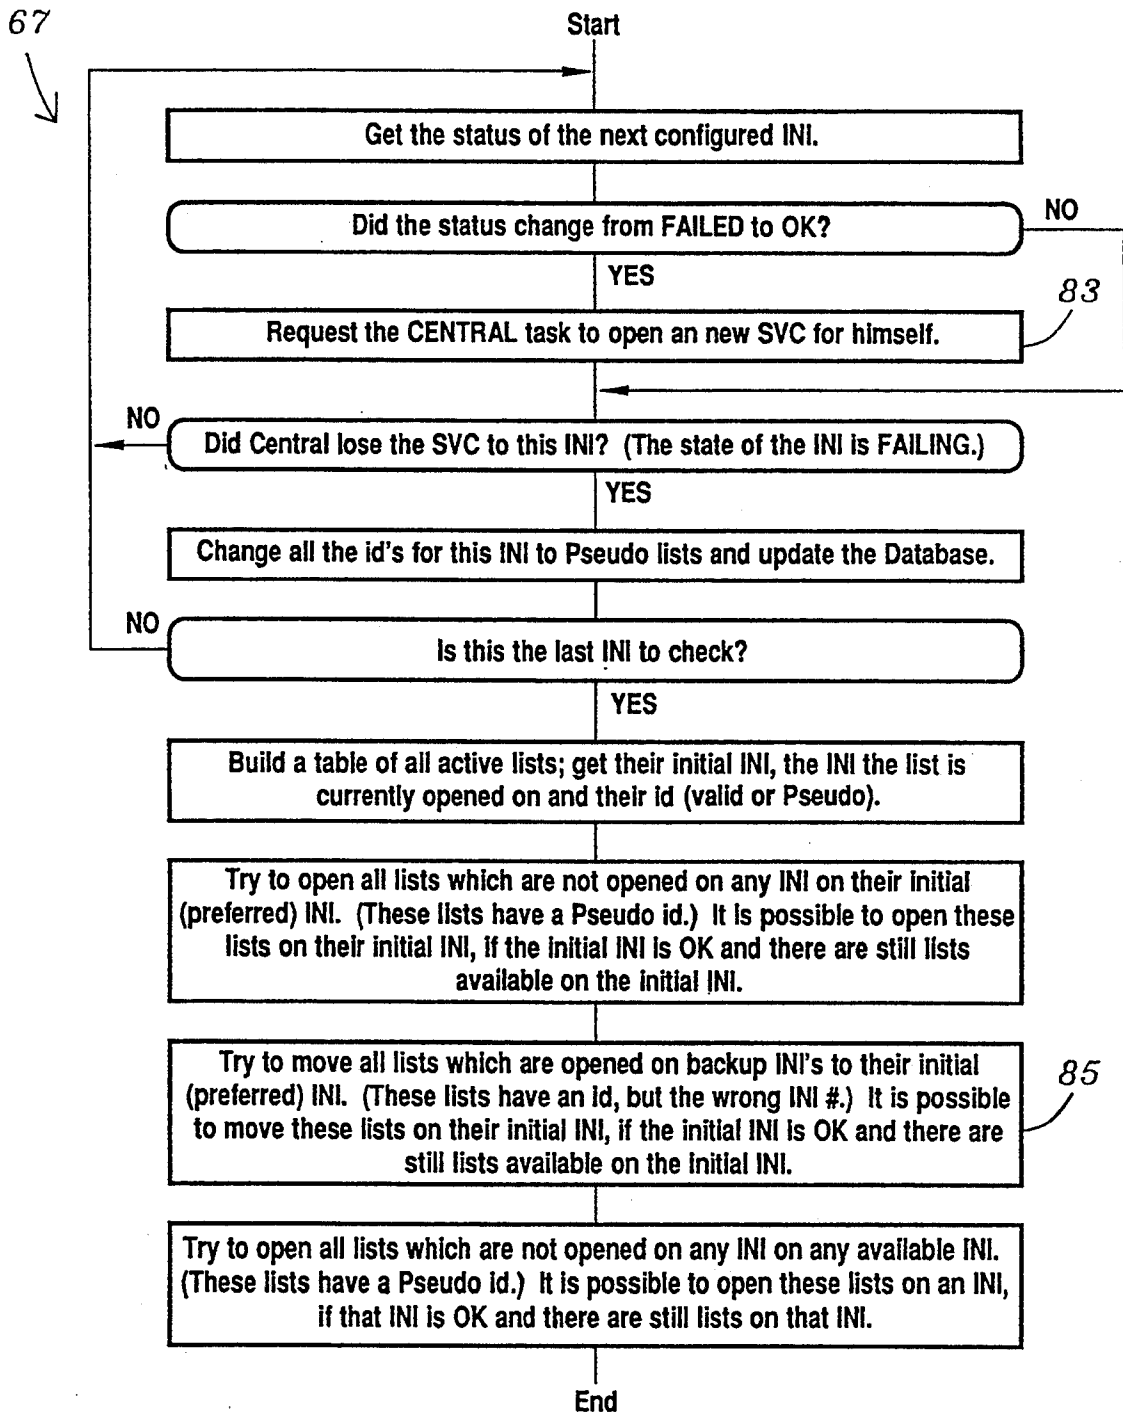 67
Start
Get the status of the next configured INI.
Did the status change from FAILED to OK?
NO
YES
83
Request the CENTRAL task to open an new SVC for himself.
NO
Did Central lose the SVC to this INI? (The state of the INI is FAILING.)
YES
Change all the id's for this INI to Pseudo lists and update the Database.
NO
Is this the last INI to check?
YES
Build a table of all active lists; get their initial INI, the INI the list is
currently opened on and their id (valid or Pseudo).
Try to open all lists which are not opened on any INI on their initial
(preferred) INI. (These lists have a Pseudo id.) It is possible to open these
lists on their initial INI, if the initial INI is OK and there are still lists
available on the initial INI.
Try to move all lists which are opened on backup INI's to their initial
(preferred) INI. (These lists have an id, but the wrong INI #.) It is possible
to move these lists on their initial INI, if the initial INI is OK and there are
still lists available on the initial INI.
85
Try to open all lists which are not opened on any INI on any available INI.
(These lists have a Pseudo id.) It is possible to open these lists on an INI,
if that INI is OK and there are still lists on that INI.
End